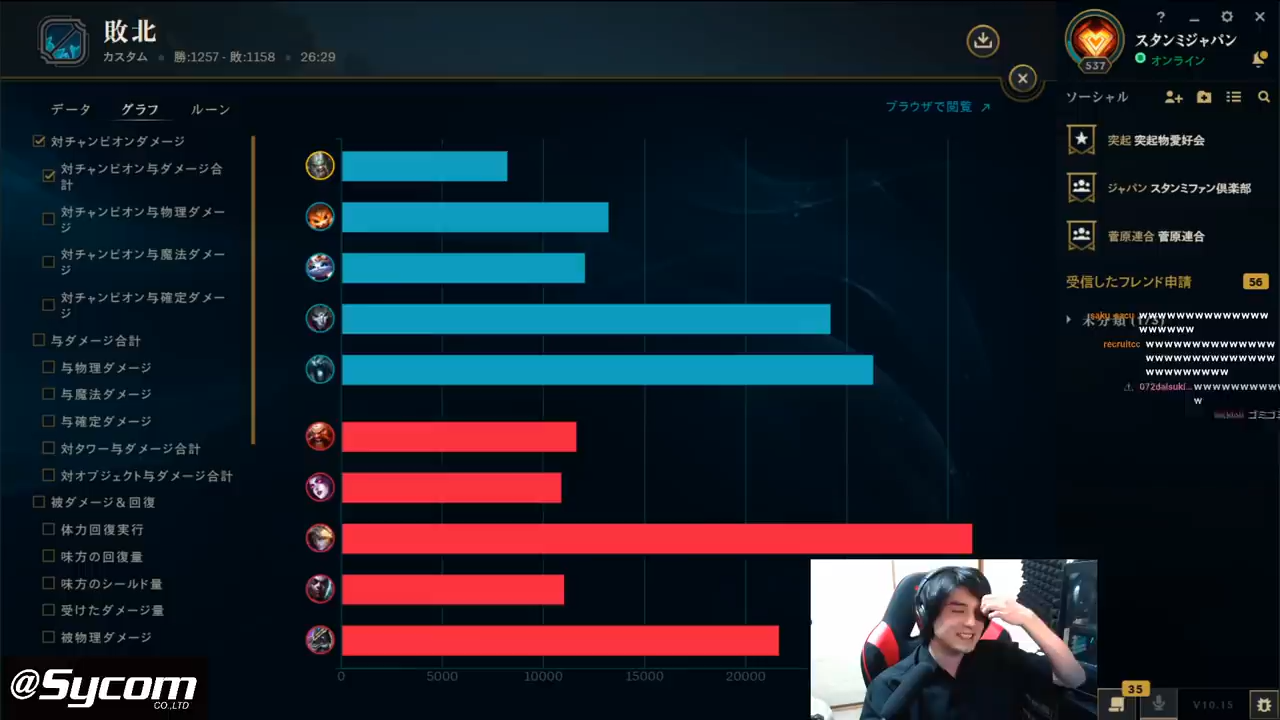 敗北
カスタム 勝:1257 - 敗:1158 26:29
データ グラフ ルーン
ブラウザで閲覧
対チャンピオンダメージ
対チャンピオン与ダメージ合
計
対チャンピオン与物理ダメー
ジ
対チャンピオン与魔法ダメー
ジ
対チャンピオン与確定ダメー
ジ
与ダメージ合計
与物理ダメージ
与魔法ダメージ
与確定ダメージ
対タワー与ダメージ合計
対オブジェクト与ダメージ合計
被ダメージ＆回復
体力回復実行
味方の回復量
味方のシールド量
受けたダメージ量
被物理ダメージ
0 5000 10000 15000 20000
@Sycom
CO.,LTD
537
スタンミジャパン
オンライン
ソーシャル
突起 突起物愛好会
ジャパン スタンミファン倶楽部
菅原連合 菅原連合
受信したフレンド申請 56
recruitcc wwwwwwwwwwwwww
wwwwwwwwwwwwww
wwwwwwwww
072daisuki... wwwwwwwwww
w
35
V10.15